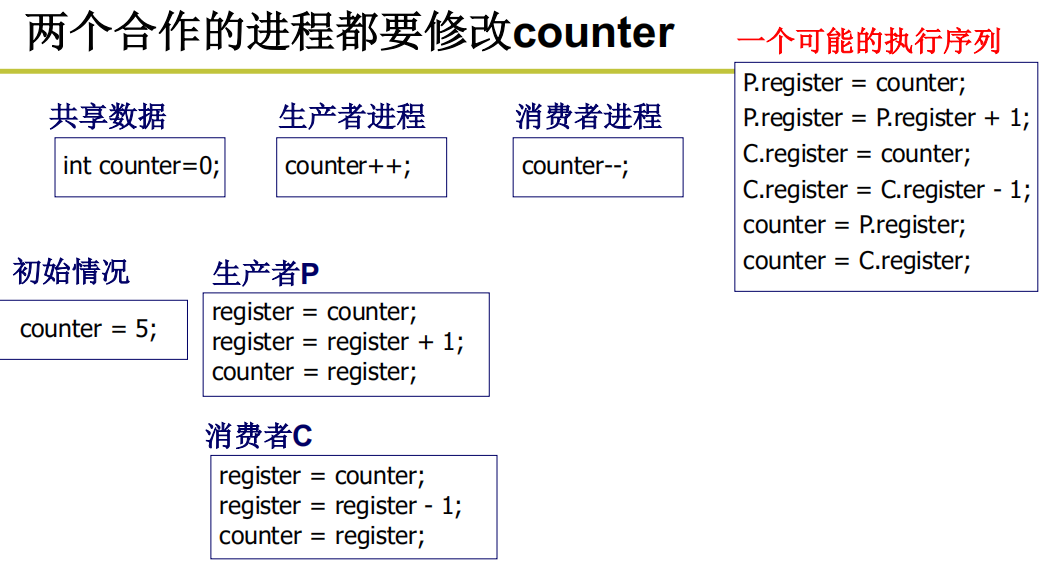 两个合作的进程都要修改counter
一个可能的执行序列
P.register = counter;
P.register = P.register + 1;
C.register = counter;
C.register = C.register - 1;
counter = P.register;
counter = C.register;
共享数据
int counter=0;
生产者进程
counter++;
消费者进程
counter--;
初始情况
counter = 5;
生产者P
register = counter;
register = register + 1;
counter = register;
消费者C
register = counter;
register = register - 1;
counter = register;